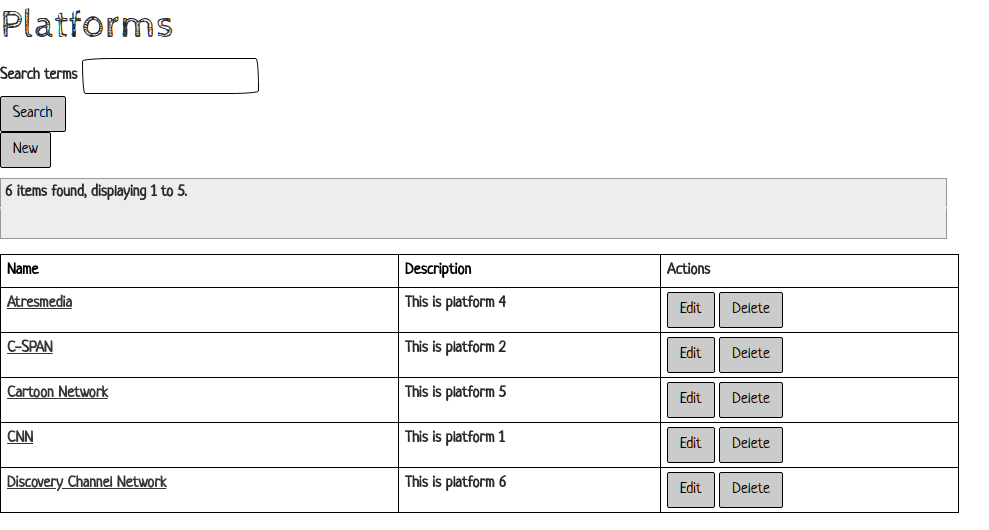 Platforms
Search terms
Search
New
6 items found, displaying 1 to 5.
Name Description Actions
Atresmedia This is platform 4 Edit Delete
C-SPAN This is platform 2 Edit Delete
Cartoon Network This is platform 5 Edit Delete
CNN This is platform 1 Edit Delete
Discovery Channel Network This is platform 6 Edit Delete